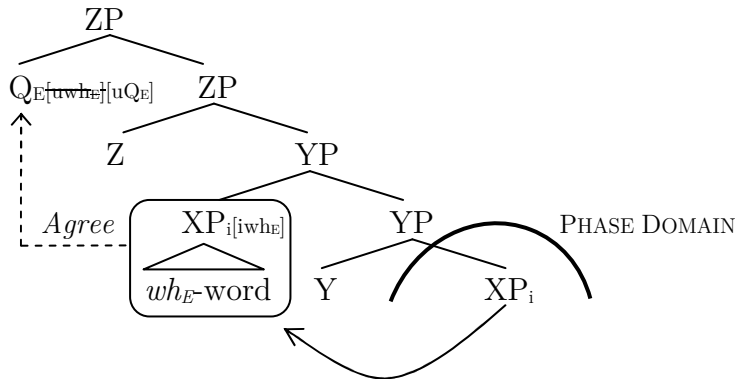 ZP
Q_E[uwh_E][uQ_E] ZP
Z YP
Agree XP_i[iwh_E] YP PHASE DOMAIN
wh_E-word Y XP_i